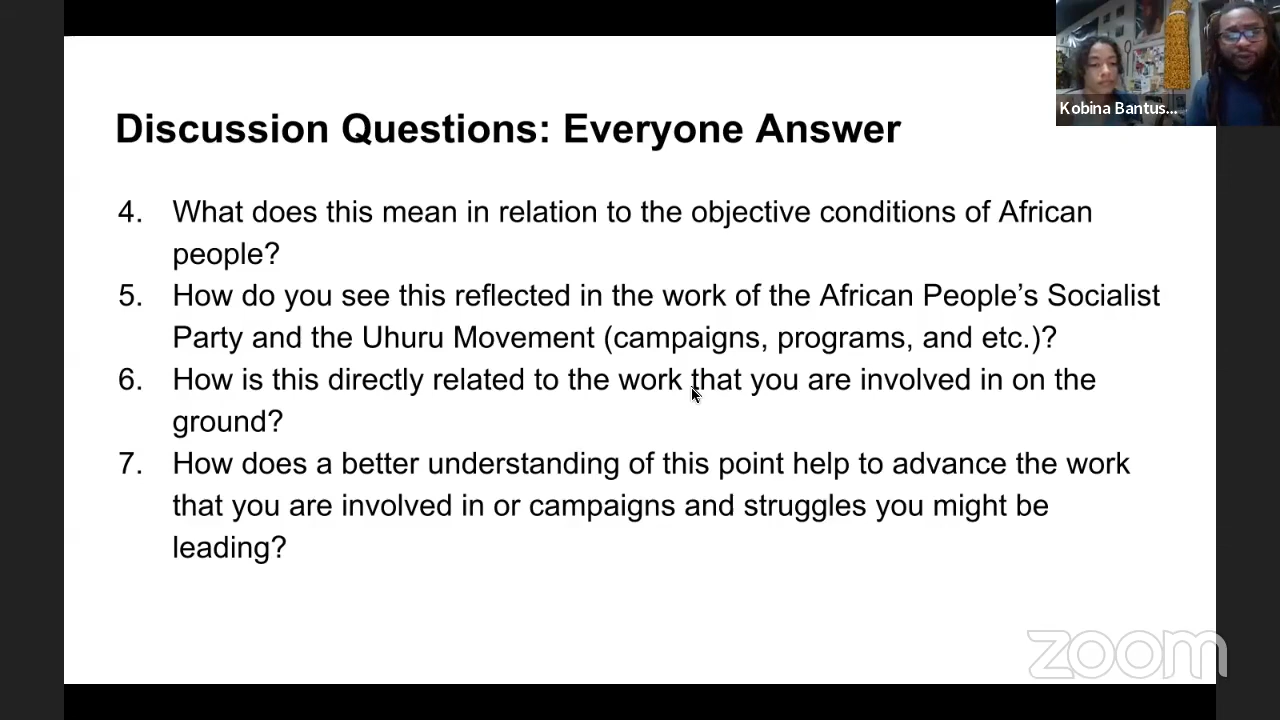 Kobina Bantus...
Discussion Questions: Everyone Answer
4. What does this mean in relation to the objective conditions of African
people?
5. How do you see this reflected in the work of the African People’s Socialist
Party and the Uhuru Movement (campaigns, programs, and etc.)?
6. How is this directly related to the work that you are involved in on the
ground?
7. How does a better understanding of this point help to advance the work
that you are involved in or campaigns and struggles you might be
leading?
zoom